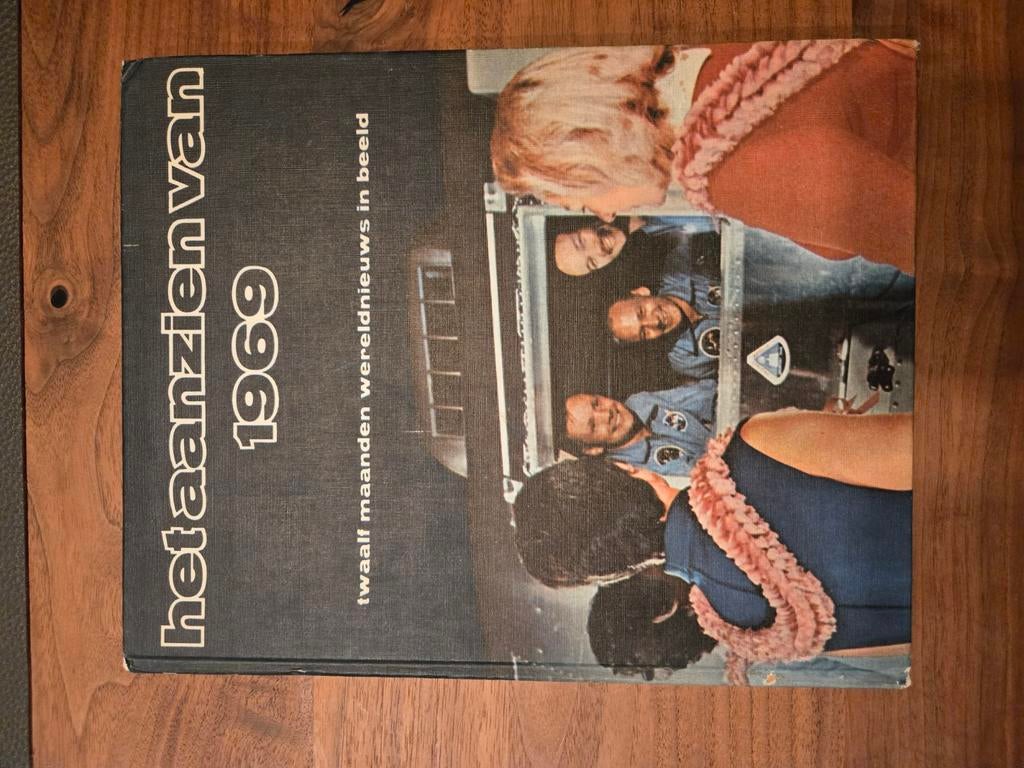 het aanzien van
1969
twaalf maanden wereldnieuws in beeld